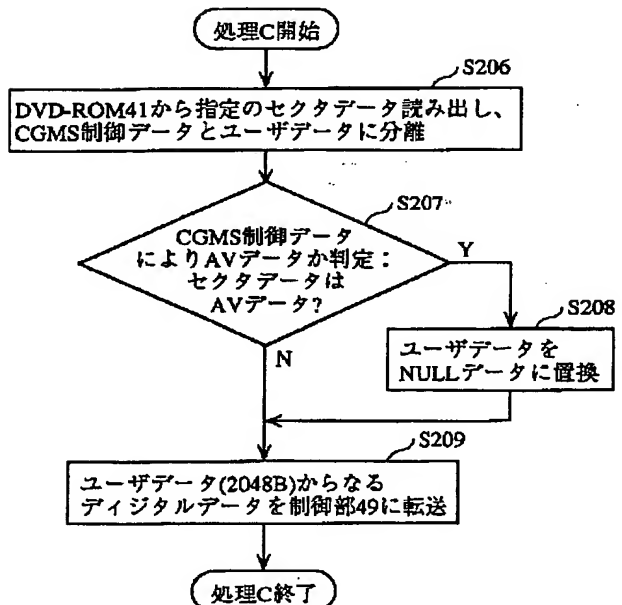 処理C開始
S206
DVD-ROM41から指定のセクタデータ読み出し、
CGMS制御データとユーザデータに分離
S207
CGMS制御データ
によりAVデータか判定：
セクタデータは
AVデータ?
Y
N
S208
ユーザデータを
NULLデータに置換
S209
ユーザデータ(2048B)からなる
ディジタルデータを制御部49に転送
処理C終了